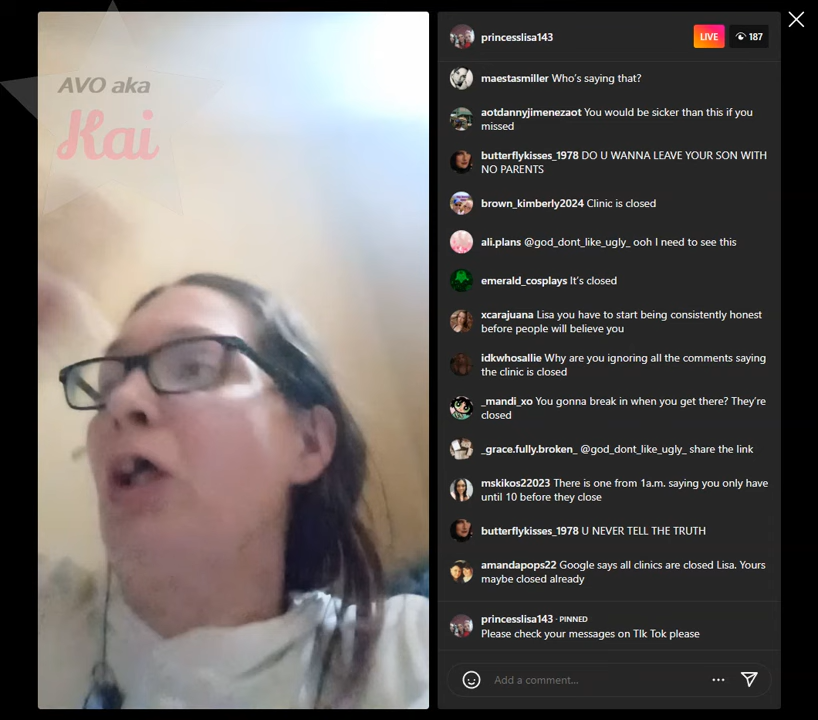 AVO aka
Kai
princesslisa143
LIVE
187
maestasmiller Who's saying that?
aotdannyjimenezaot You would be sicker than this if you
missed
butterflykisses_1978 DO U WANNA LEAVE YOUR SON WITH
NO PARENTS
brown_kimberly2024 Clinic is closed
ali.plans @god_dont_like_ugly_ ooh I need to see this
emerald_cosplays It's closed
xcarajuana Lisa you have to start being consistently honest
before people will believe you
idkwhosallie Why are you ignoring all the comments saying
the clinic is closed
_mandi_xo You gonna break in when you get there? They're
closed
_grace.fully.broken_ @god_dont_like_ugly_ share the link
mskikos22023 There is one from 1a.m. saying you only have
until 10 before they close
butterflykisses_1978 U NEVER TELL THE TRUTH
amandapops22 Google says all clinics are closed Lisa. Yours
maybe closed already
princesslisa143 · PINNED
Please check your messages on TIk Tok please
Add a comment...